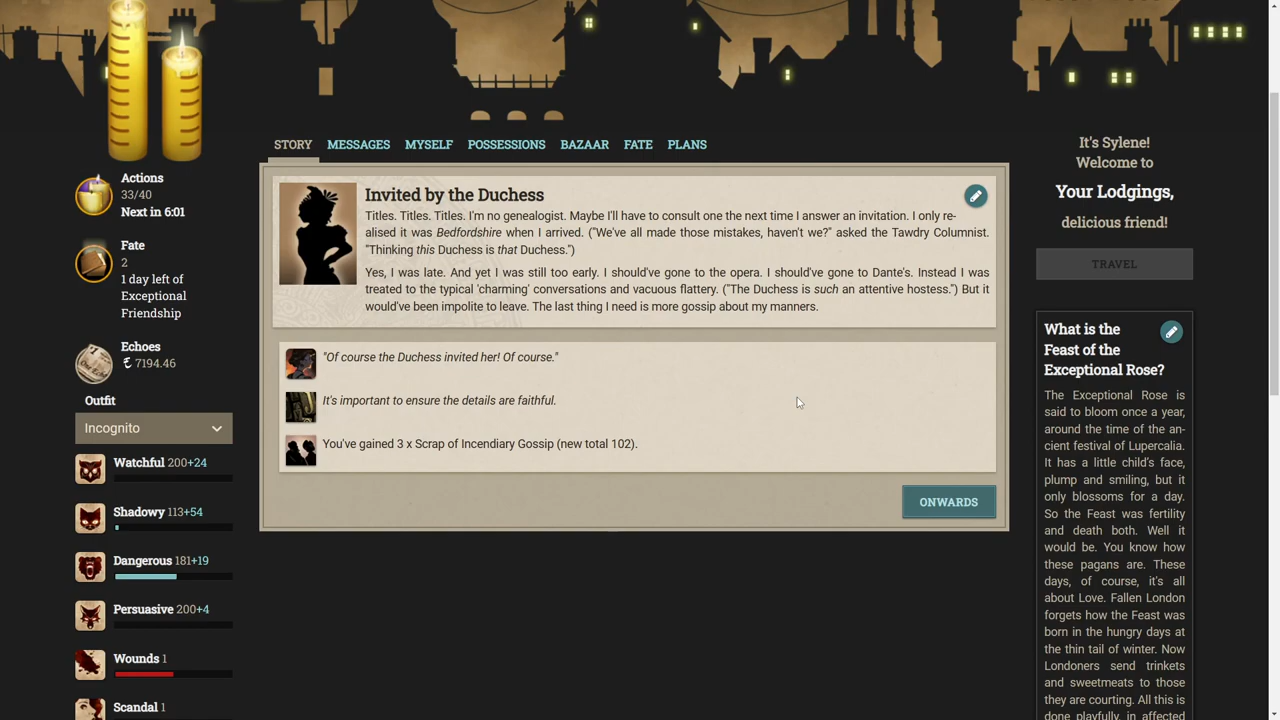 STORY
MESSAGES
MYSELF
POSSESSIONS
BAZAAR
FATE
PLANS
Actions
33/40
Next in 6:01
Fate
2
1 day left of
Exceptional
Friendship
Echoes
7194.46
Outfit
Incognito
Watchful 200+24
Shadowy 113+54
Dangerous 181+19
Persuasive 200+4
Wounds 1
Scandal 1
Invited by the Duchess
Titles. Titles. Titles. I'm no genealogist. Maybe I'll have to consult one the next time I answer an invitation. I only re-
alised it was Bedfordshire when I arrived. ("We've all made those mistakes, haven't we?" asked the Tawdry Columnist.
"Thinking this Duchess is that Duchess.")
Yes, I was late. And yet I was still too early. I should've gone to the opera. I should've gone to Dante's. Instead I was
treated to the typical 'charming' conversations and vacuous flattery. ("The Duchess is such an attentive hostess.") But it
would've been impolite to leave. The last thing I need is more gossip about my manners.
"Of course the Duchess invited her! Of course."
It's important to ensure the details are faithful.
You've gained 3 x Scrap of Incendiary Gossip (new total 102).
ONWARDS
It's Sylene!
Welcome to
Your Lodgings,
delicious friend!
TRAVEL
What is the
Feast of the
Exceptional Rose?
The Exceptional Rose is
said to bloom once a year,
around the time of the an-
cient festival of Lupercalia.
It has a little child's face,
plump and smiling, but it
only blossoms for a day.
So the Feast was fertility
and death both. Well it
would be. You know how
these pagans are. These
days, of course, it's all
about Love. Fallen London
forgets how the Feast was
born in the hungry days at
the thin tail of winter. Now
Londoners send trinkets
and sweetmeats to those
they are courting. All this is
done playfully, in affected